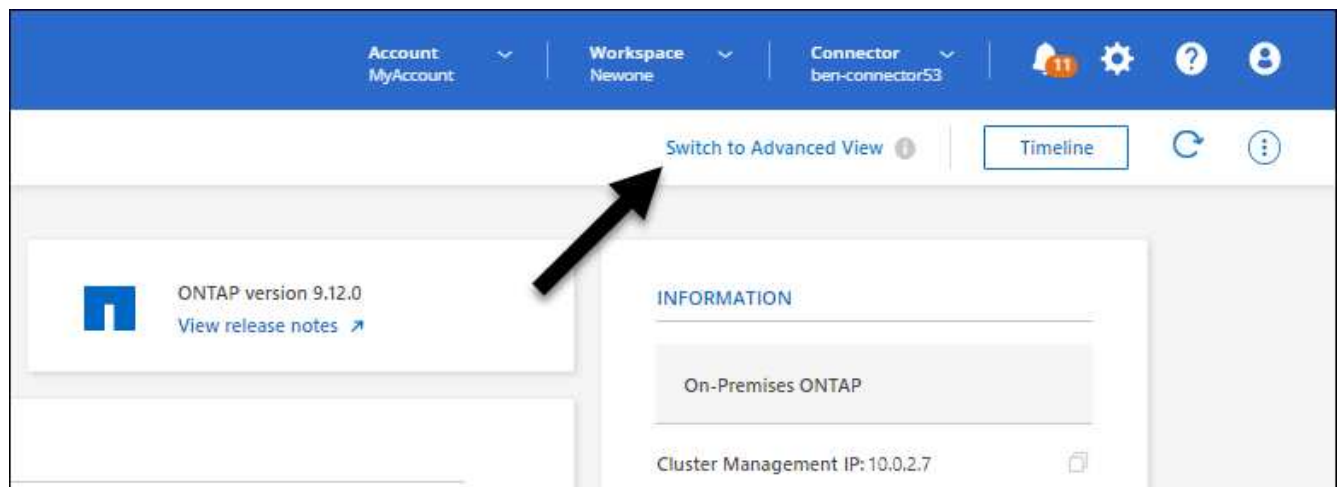 Account
MyAccount
Workspace
Newone
Connector
ben-connector53
11
Switch to Advanced View
Timeline
ONTAP version 9.12.0
View release notes
INFORMATION
On-Premises ONTAP
Cluster Management IP: 10.0.2.7